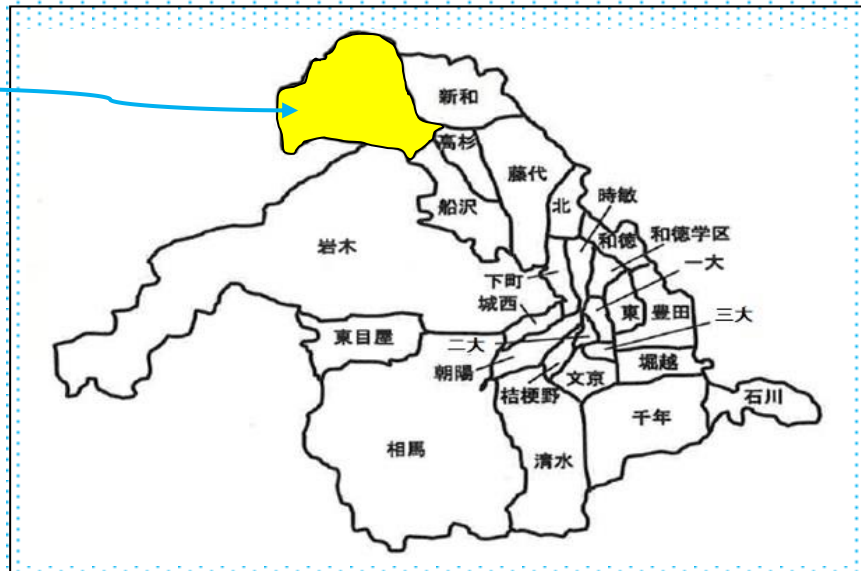 新和
高杉
藤代
時敏
船沢
北
和徳
和徳学区
岩木
下町
一大
城西
東
豊田
三大
東目屋
二大
朝陽
堀越
文京
桔梗野
石川
千年
相馬
清水